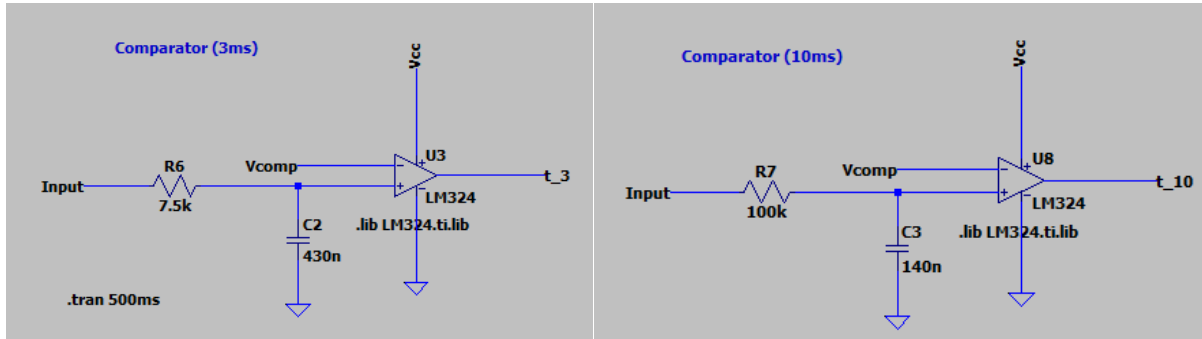 Comparator (3ms)
Vcc
U3
R6
Vcomp
Input
t_3
7.5k
LM324
C2
.lib LM324.ti.lib
430n
.tran 500ms
Comparator (10ms)
Vcc
U8
R7
Vcomp
Input
t_10
100k
LM324
C3
.lib LM324.ti.lib
140n